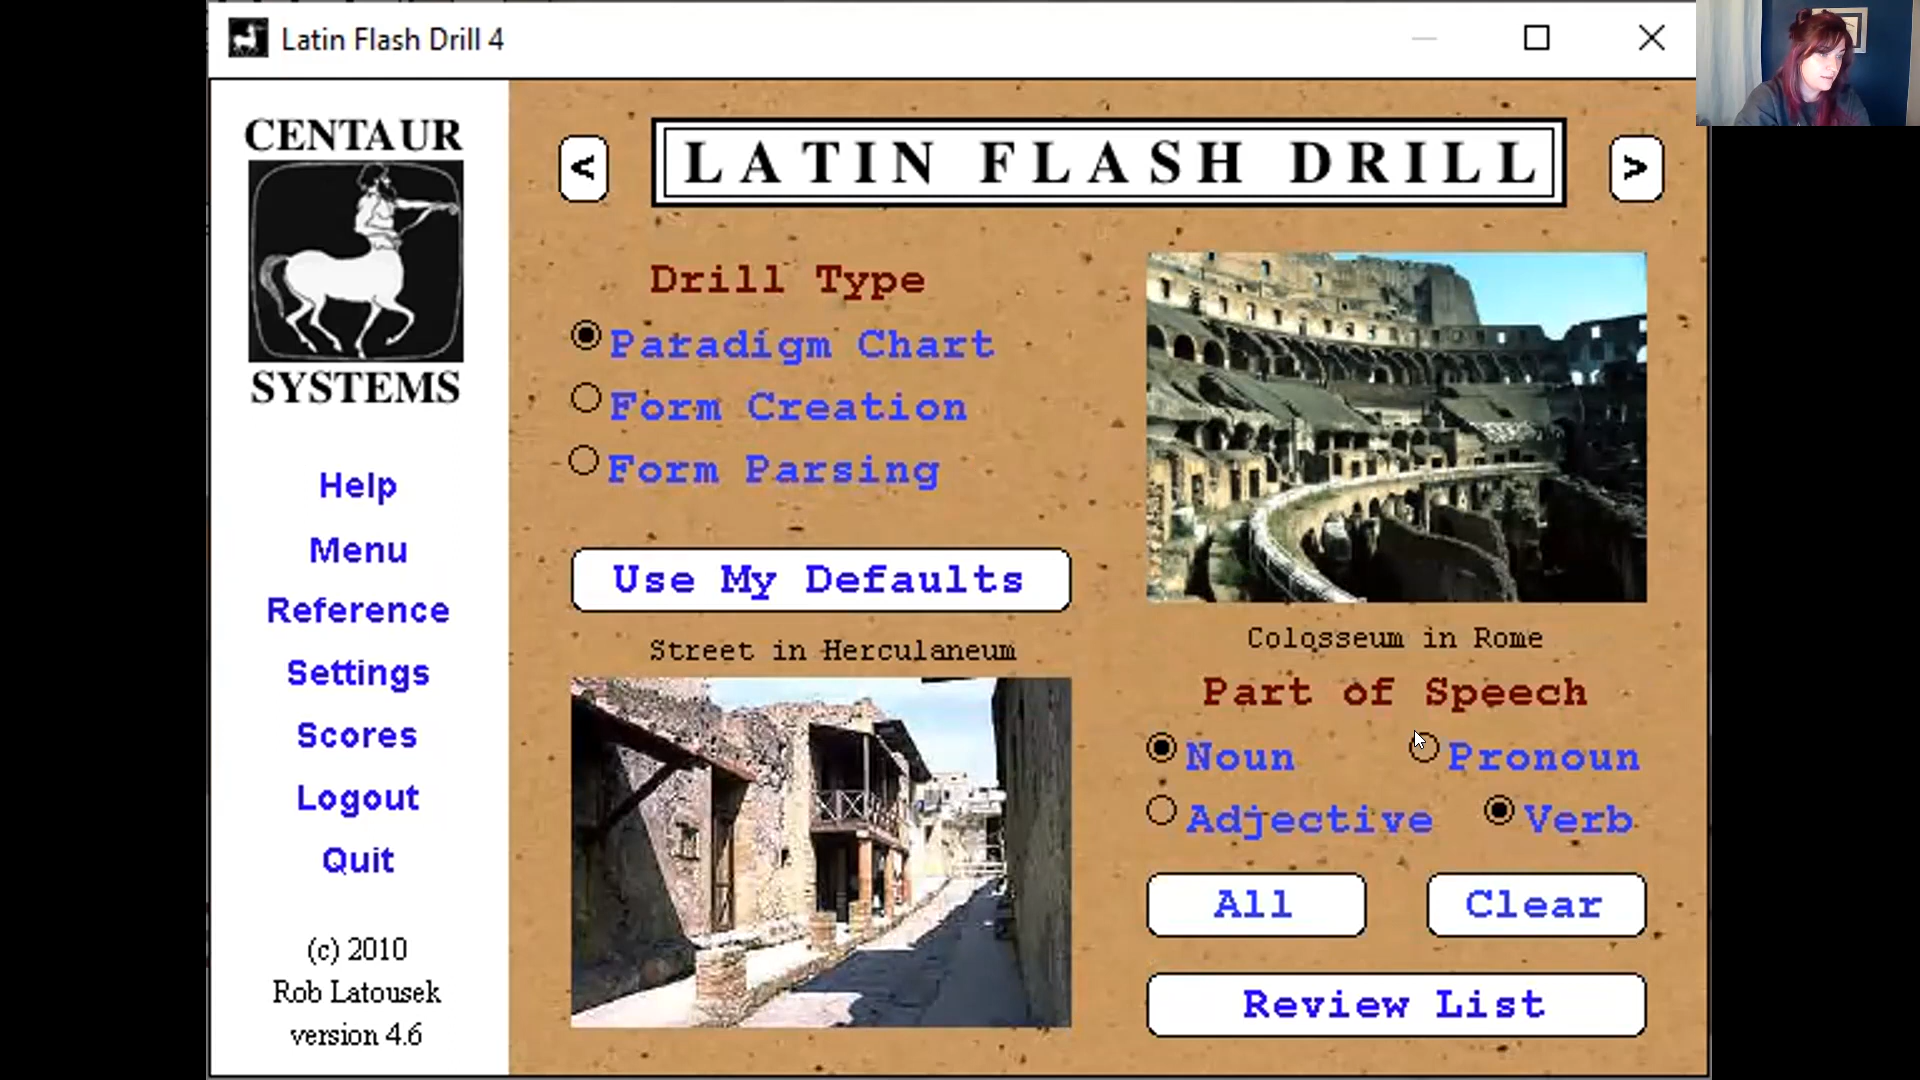 Latin Flash Drill 4
CENTAUR
SYSTEMS
Help
Menu
Reference
Settings
Scores
Logout
Quit
(c) 2010
Rob Latousek
version 4.6
<
LATIN FLASH DRILL
>
Drill Type
Paradigm Chart
Form Creation
Form Parsing
Use My Defaults
Street in Herculaneum
Colosseum in Rome
Part of Speech
Noun Pronoun
Adjective Verb
All Clear
Review List